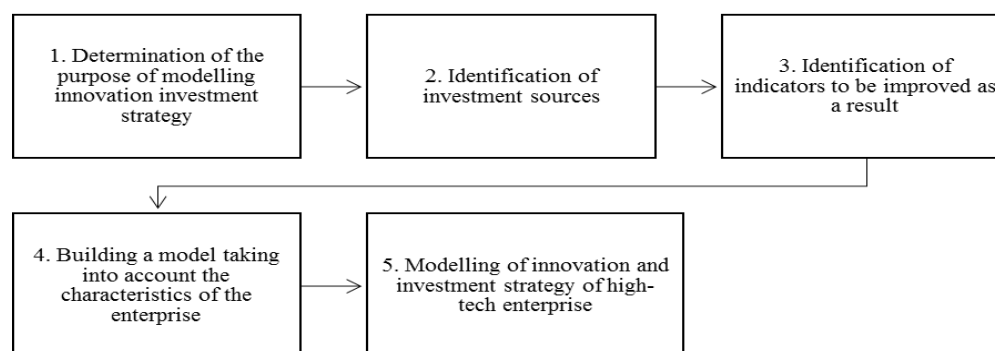 1. Determination of the
purpose of modelling
innovation investment
strategy
2. Identification of
investment sources
3. Identification of
indicators to be improved as
a result
4. Building a model taking
into account the
characteristics of the
enterprise
5. Modelling of innovation and
investment strategy of high-
tech enterprise